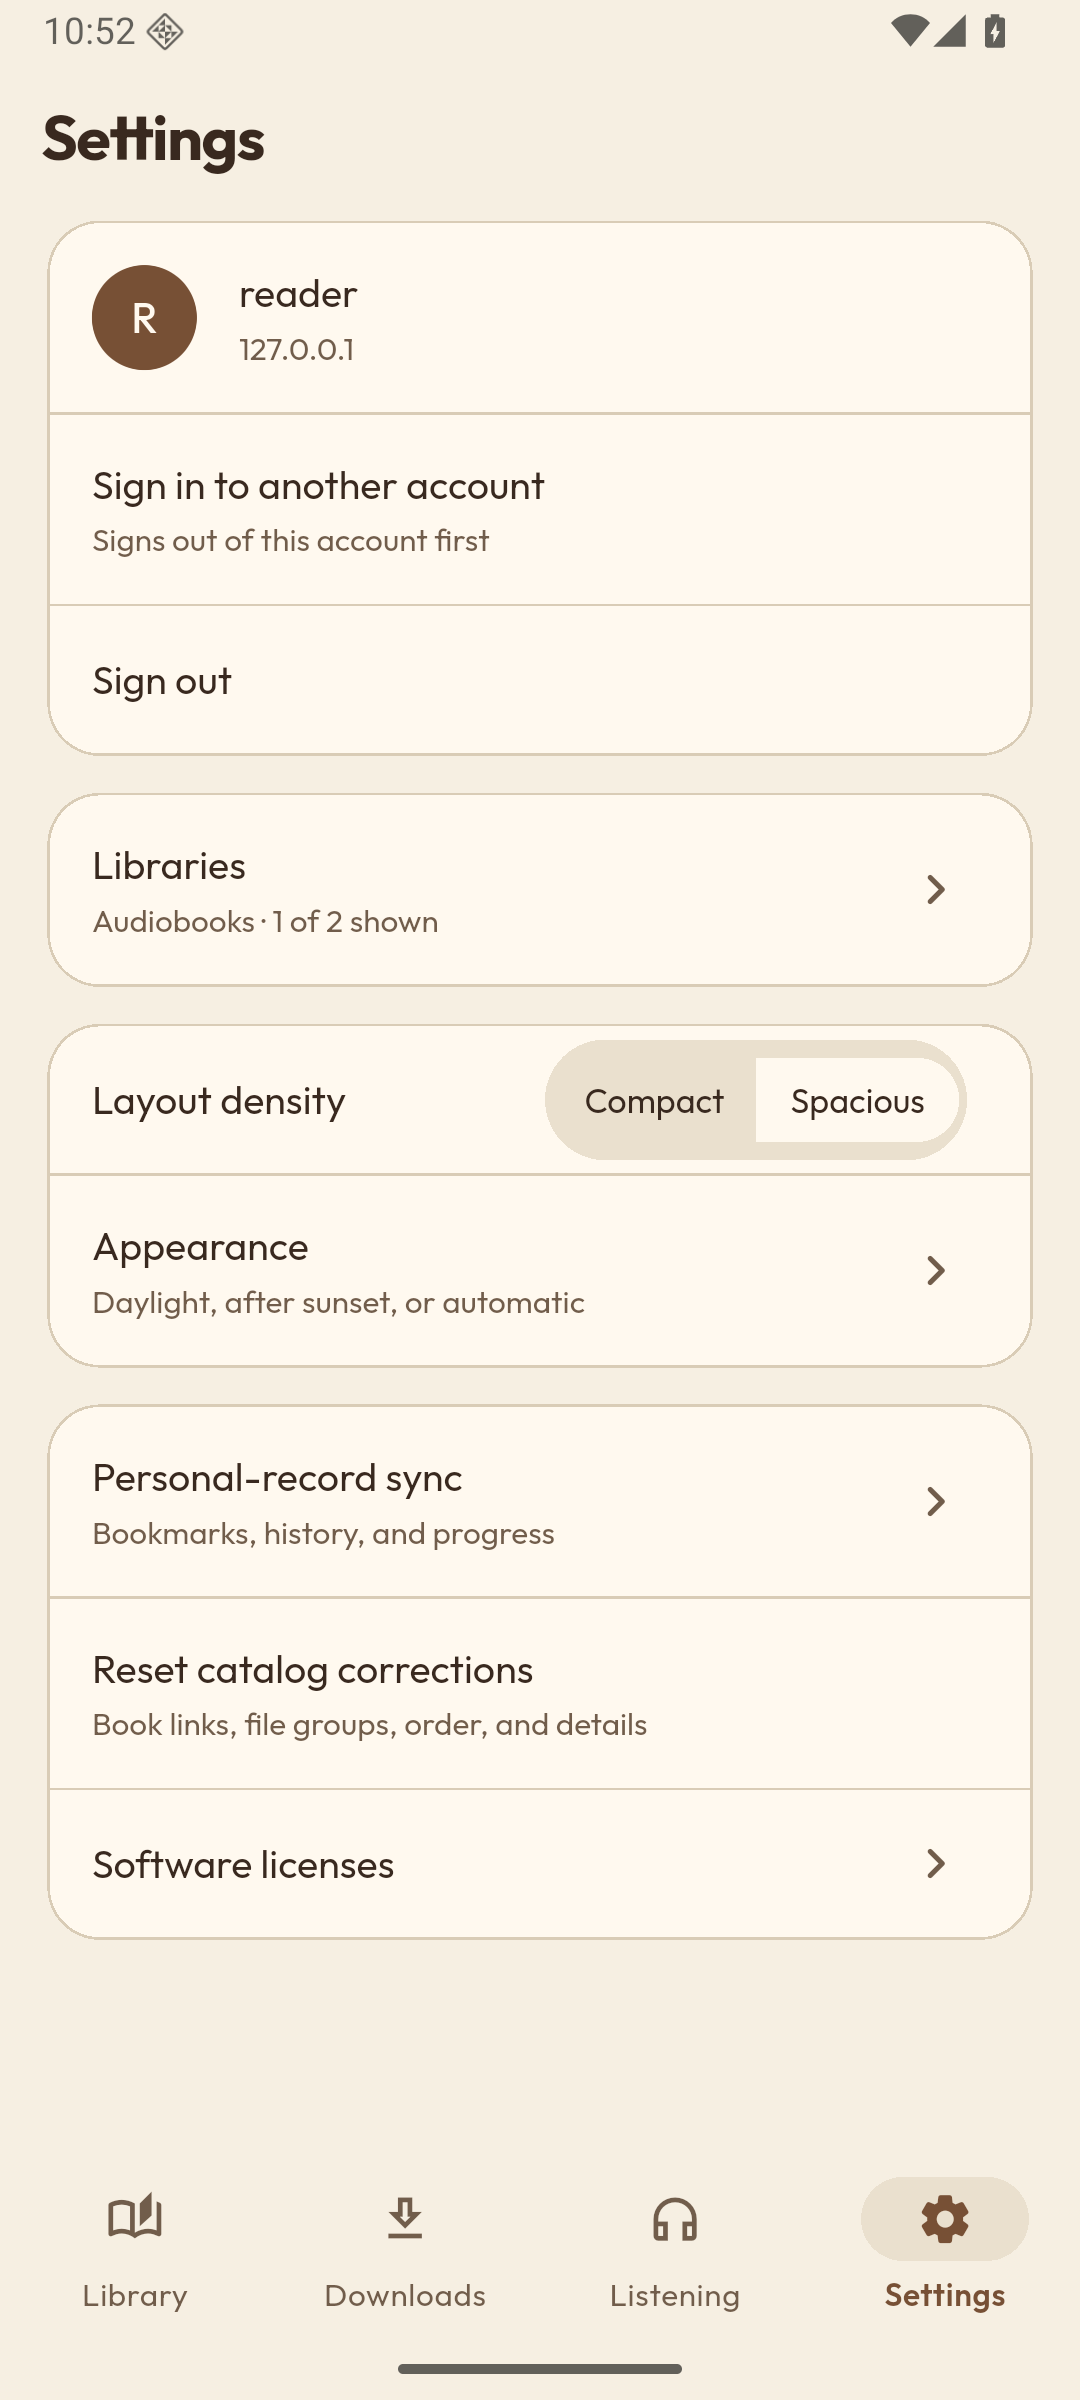 10:52
Settings
R
reader
127.0.0.1
Sign in to another account
Signs out of this account first
Sign out
Libraries
Audiobooks · 1 of 2 shown
Layout density
Compact
Spacious
Appearance
Daylight, after sunset, or automatic
Personal-record sync
Bookmarks, history, and progress
Reset catalog corrections
Book links, file groups, order, and details
Software licenses
Library
Downloads
Listening
Settings